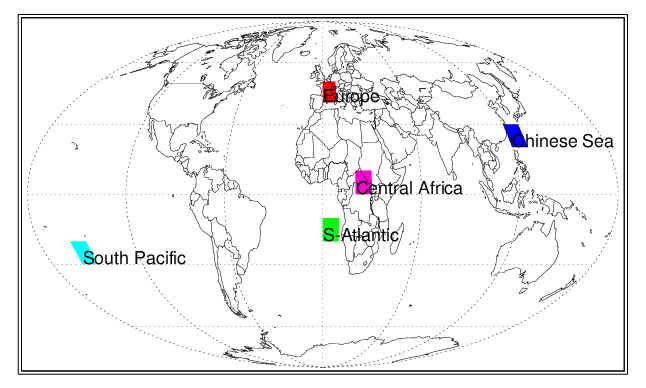 Europe
Chinese Sea
Central Africa
S-Atlantic
South Pacific